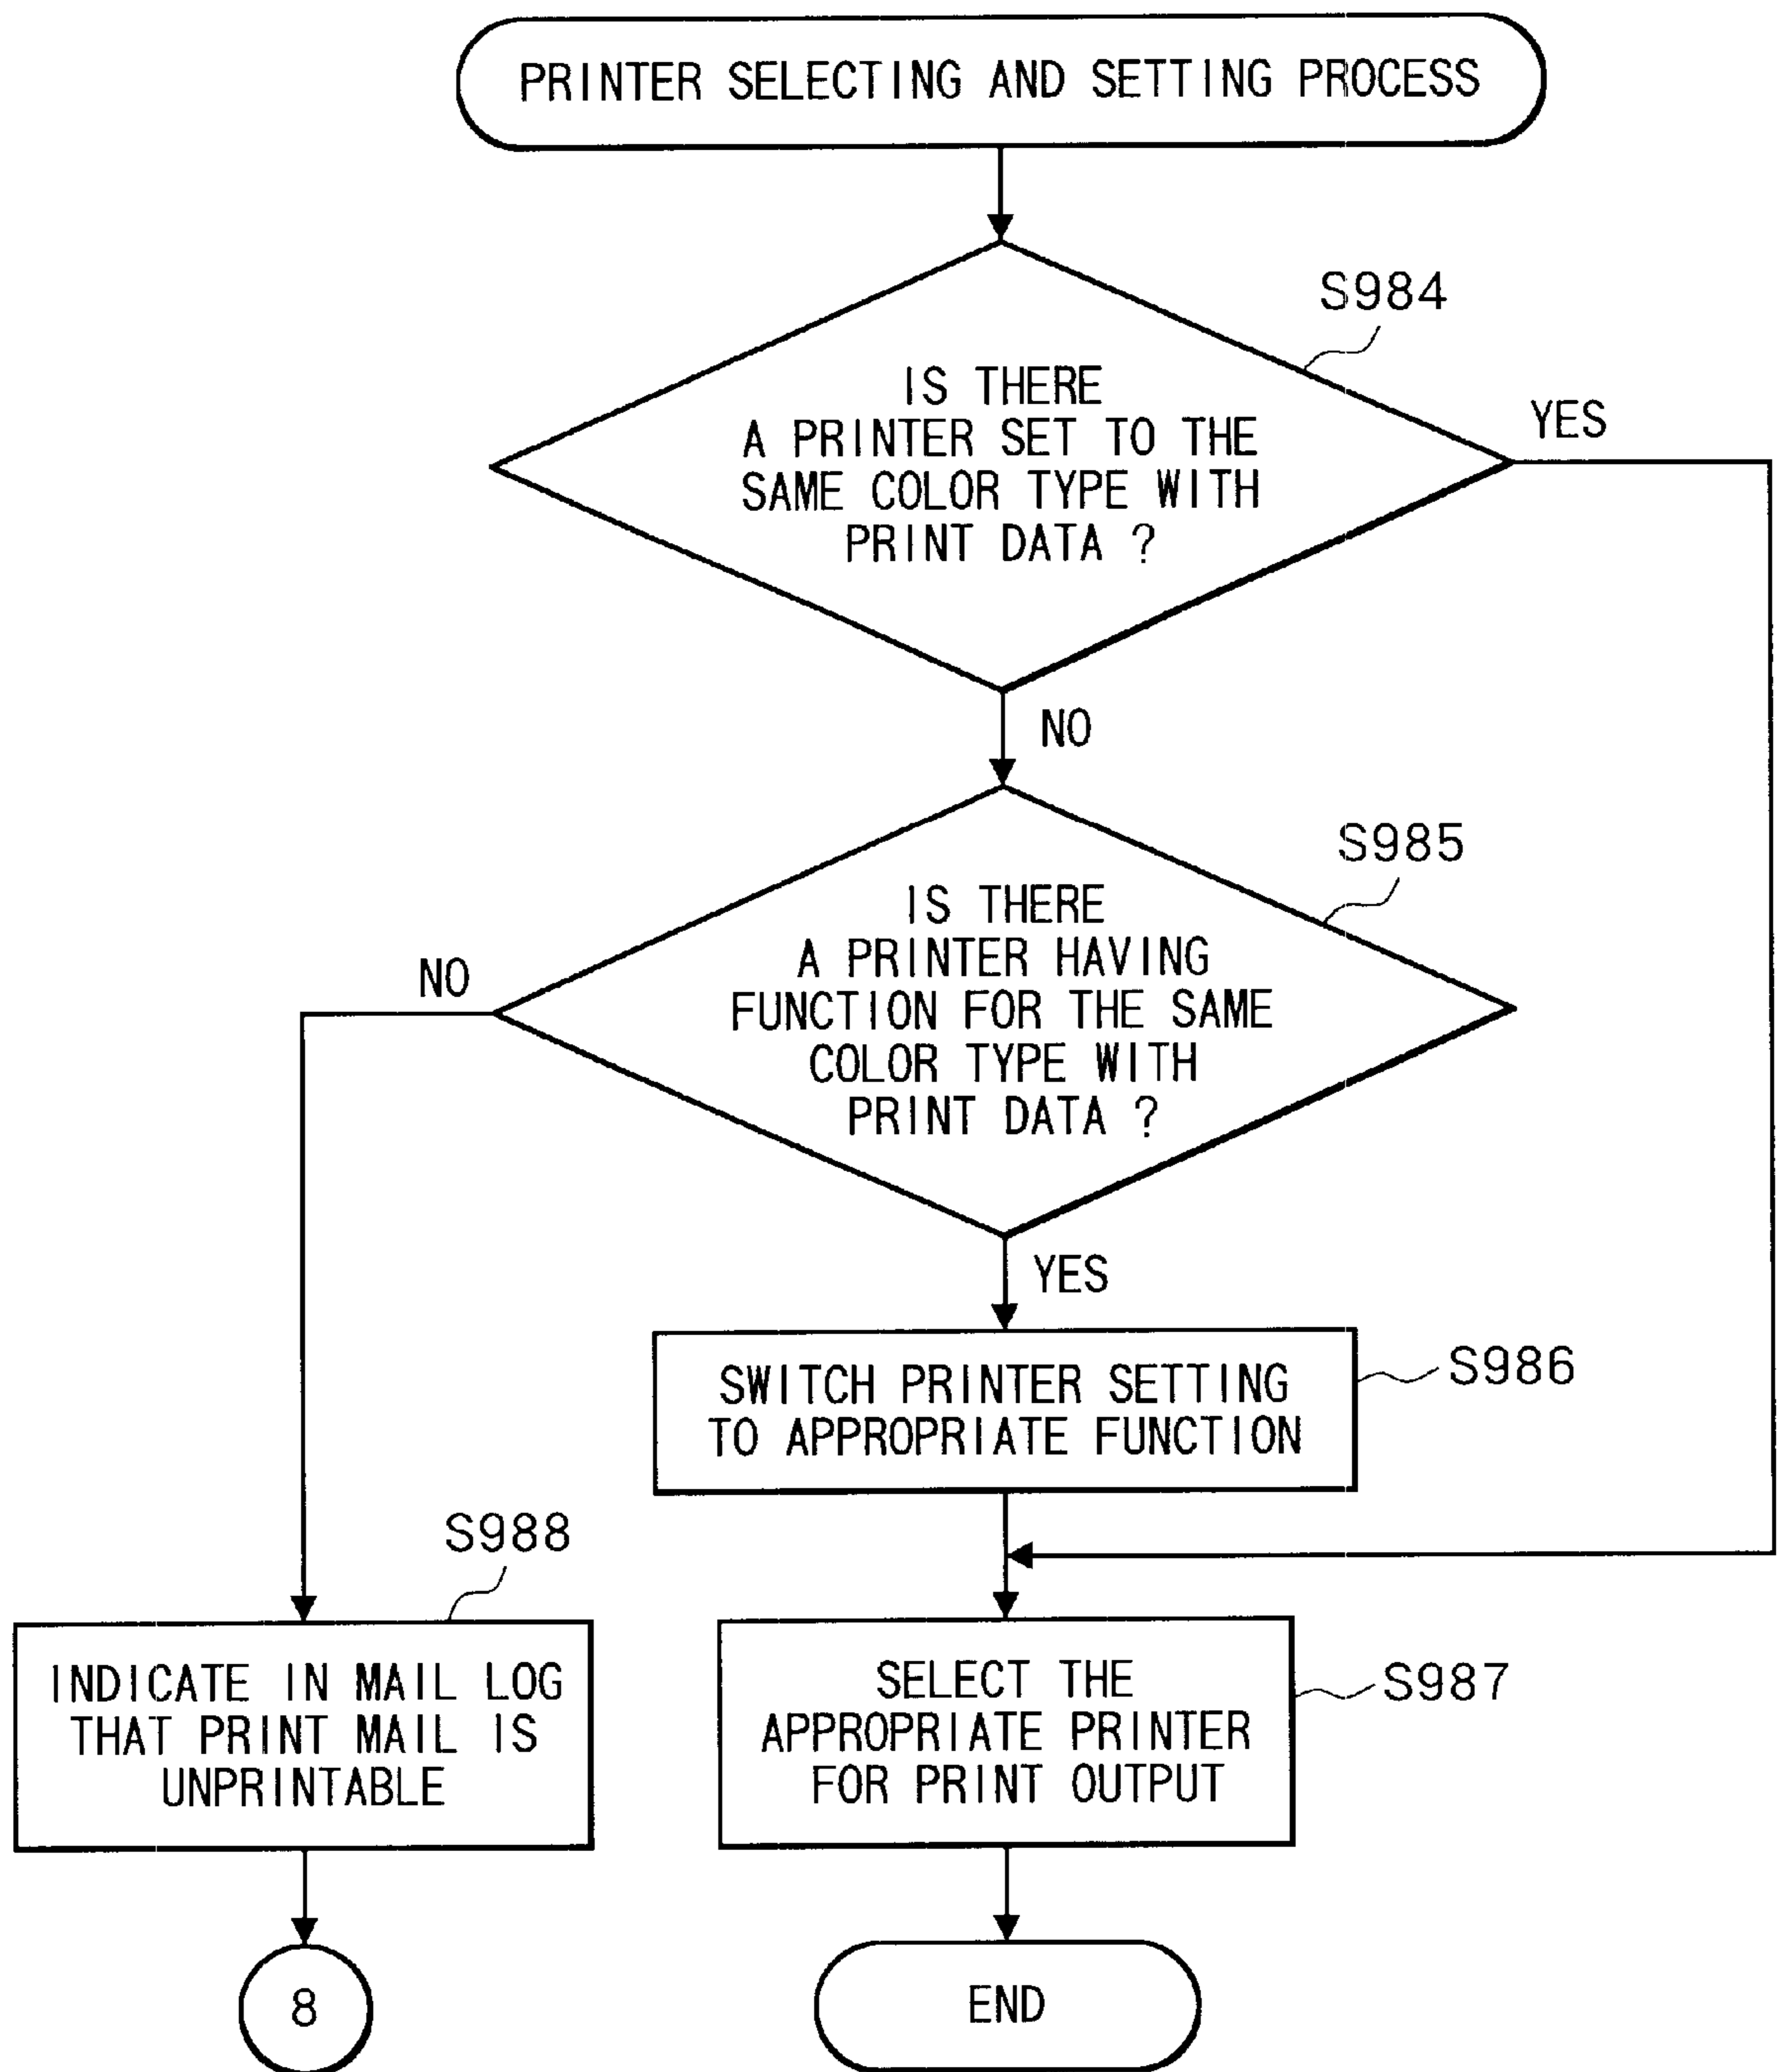 PRINTER SELECTING AND SETTING PROCESS
S984
IS THERE
A PRINTER SET TO THE
SAME COLOR TYPE WITH
PRINT DATA ?
YES
NO
S985
IS THERE
A PRINTER HAVING
FUNCTION FOR THE SAME
COLOR TYPE WITH
PRINT DATA ?
NO
YES
SWITCH PRINTER SETTING
TO APPROPRIATE FUNCTION
S986
S988
INDICATE IN MAIL LOG
THAT PRINT MAIL IS
UNPRINTABLE
SELECT THE
APPROPRIATE PRINTER
FOR PRINT OUTPUT
S987
8
END